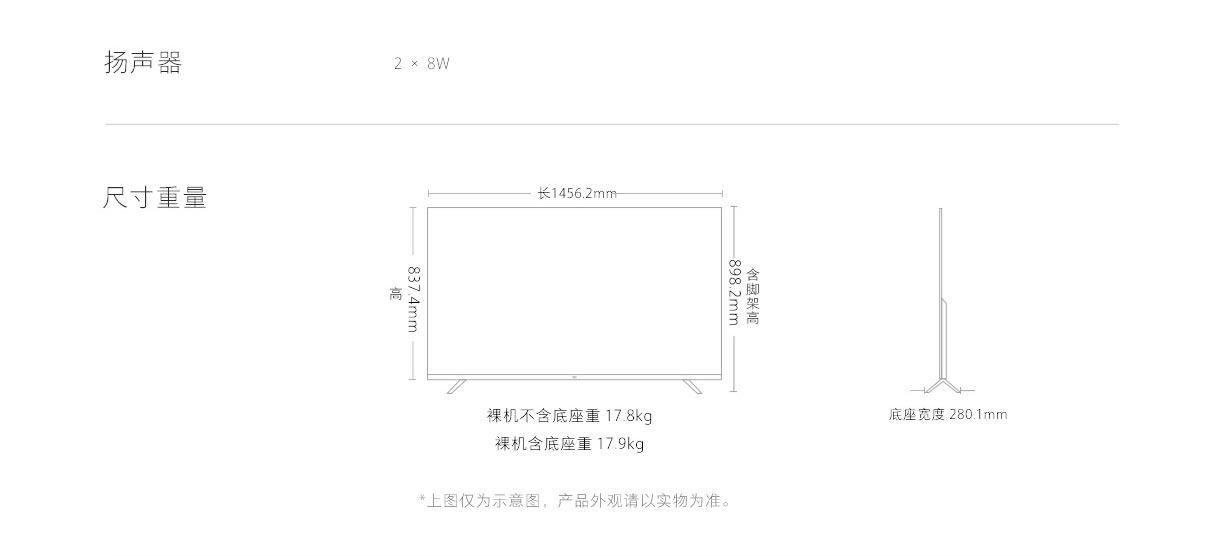 扬声器
2 × 8W
尺寸重量
长1456.2mm
高
837.4mm
898.2mm
含脚架高
裸机不含底座重 17.8kg
裸机含底座重 17.9kg
底座宽度 280.1mm
*上图仅为示意图，产品外观请以实物为准。